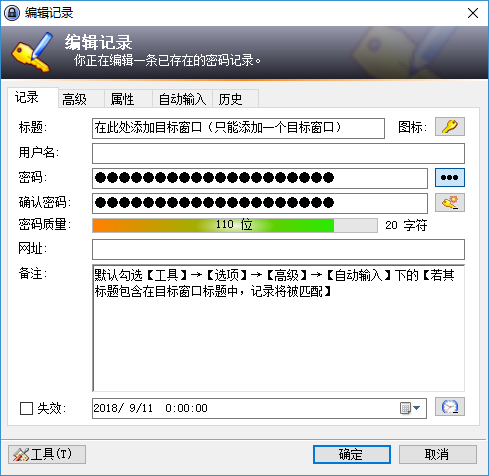 编辑记录
编辑记录
你正在编辑一条已存在的密码记录。
记录 高级 属性 自动输入 历史
标题: 在此处添加目标窗口（只能添加一个目标窗口） 图标:
用户名:
密码: ●●●●●●●●●●●●●●●●●●●●
确认密码: ●●●●●●●●●●●●●●●●●●●●
密码质量: 110 位 20 字符
网址:
备注: 默认勾选【工具】→【选项】→【高级】→【自动输入】下的【若其
标题包含在目标窗口标题中，记录将被匹配】
失效: 2018/ 9/11 0:00:00
工具(T) 确定 取消